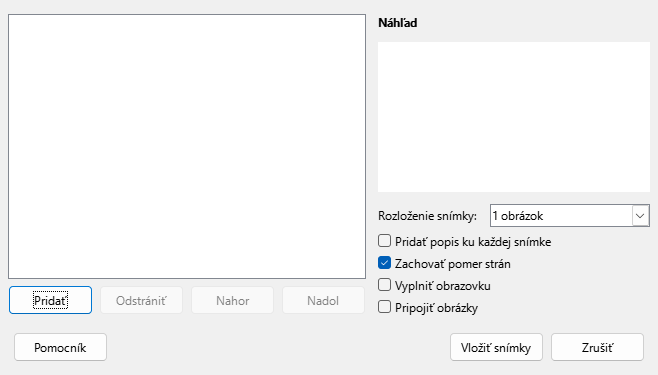 Náhľad
Rozloženie snímky: 1 obrázok
Pridať popis ku každej snímke
Zachovať pomer strán
Vyplniť obrazovku
Pripojiť obrázky
Pridať Odstrániť Nahor Nadol
Pomocník Vložiť snímky Zrušiť